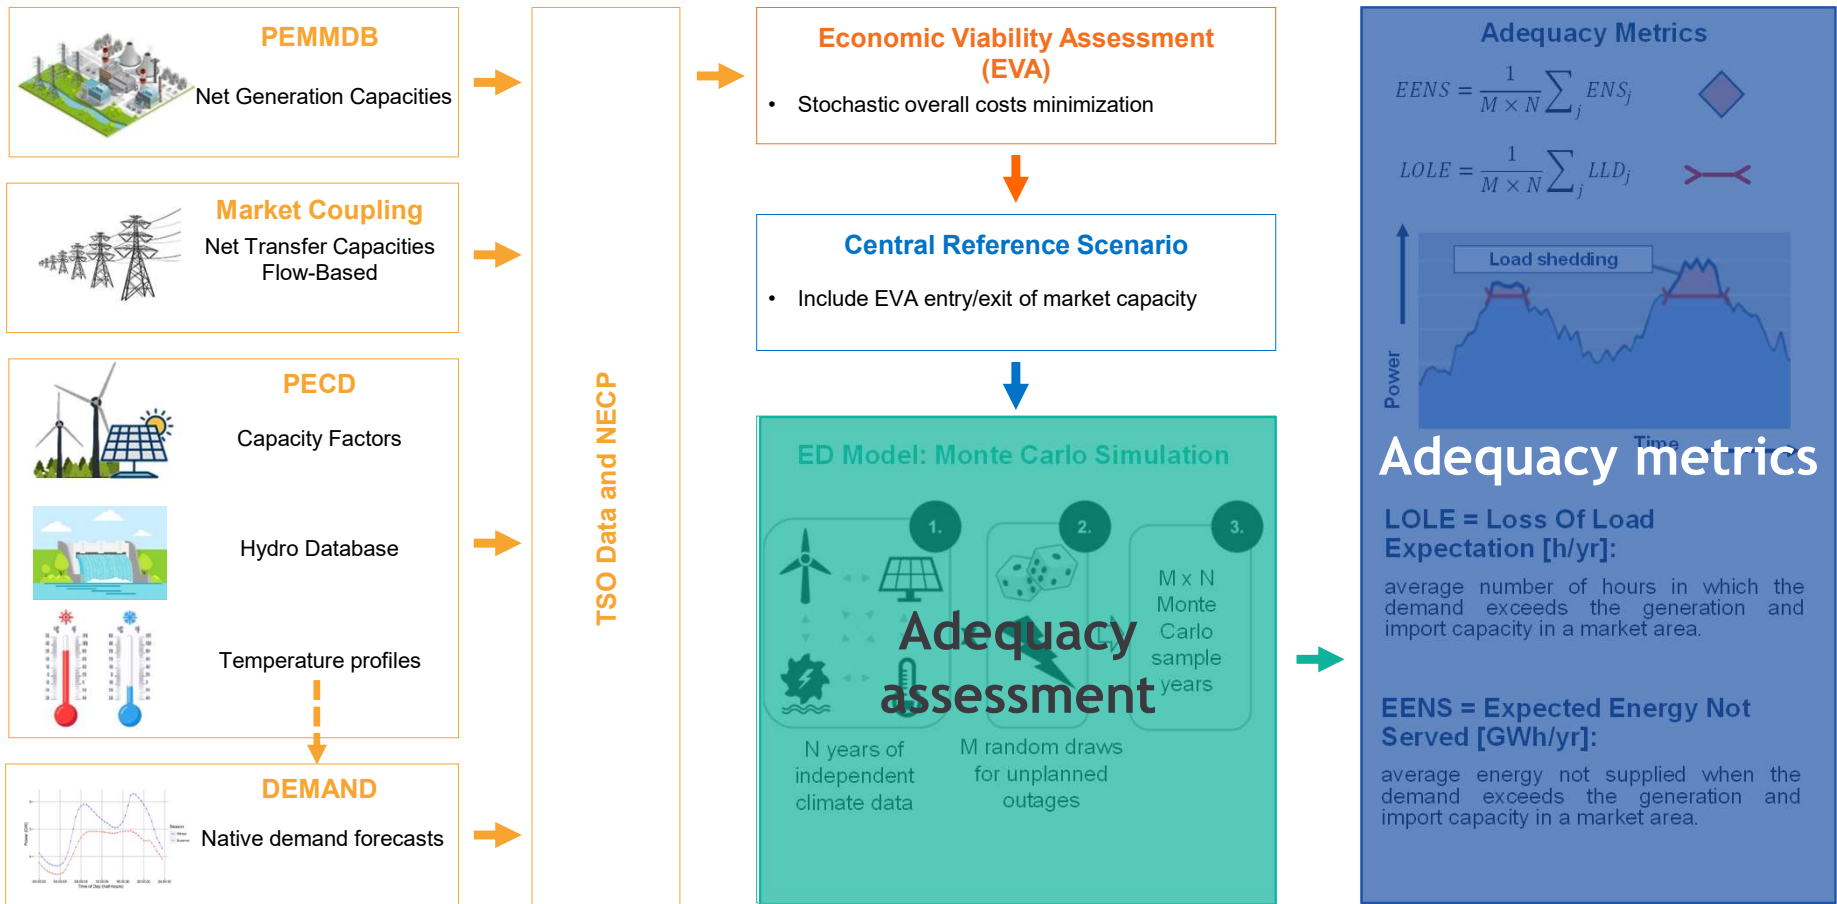 PEMMDB
Net Generation Capacities
Market Coupling
Net Transfer Capacities
Flow-Based
PECD
Capacity Factors
Hydro Database
Temperature profiles
DEMAND
Native demand forecasts
TSO Data and NECP
Economic Viability Assessment
(EVA)
• Stochastic overall costs minimization
Central Reference Scenario
• Include EVA entry/exit of market capacity
ED Model: Monte Carlo Simulation
1.
2.
3.
M x N
Monte
Carlo
sample
years
Adequacy
assessment
N years of
independent
climate data
M random draws
for unplanned
outages
Adequacy Metrics
EENS = 1/(M × N) ∑_j ENS_j
LOLE = 1/(M × N) ∑_j LLD_j
Load shedding
Power
Time
Adequacy metrics
LOLE = Loss Of Load
Expectation [h/yr]:
average number of hours in which the
demand exceeds the generation and
import capacity in a market area.
EENS = Expected Energy Not
Served [GWh/yr]:
average energy not supplied when the
demand exceeds the generation and
import capacity in a market area.